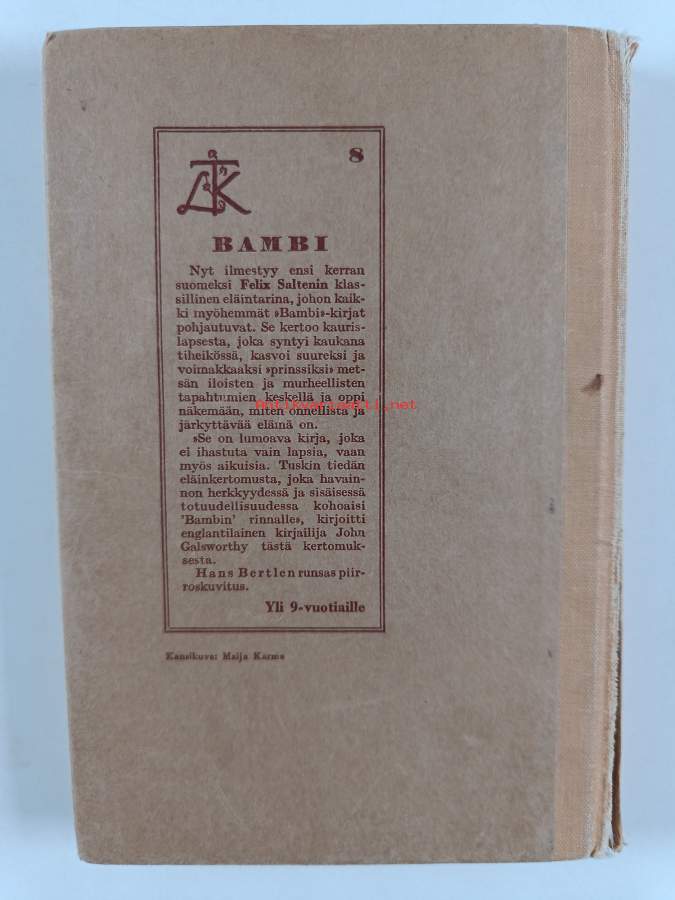 8
LTK
BAMBI
Nyt ilmestyy ensi kerran
suomeksi Felix Saltenin klas-
sillinen eläintarina, johon kaik-
ki myöhemmät »Bambi»-kirjat
pohjautuvat. Se kertoo kauris-
lapsesta, joka syntyi kaukana
tiheikössä, kasvoi suureksi ja
voimakkaaksi »prinssiksi» met-
sän iloisten ja murheellisten
tapahtumien keskellä ja oppi
näkemään, miten onnellista ja
järkyttävää elämä on.
»Se on lumoava kirja, joka
ei ihastuta vain lapsia, vaan
myös aikuisia. Tuskin tiedän
eläinkertomusta, joka havain-
non herkkyydessä ja sisäisessä
totuudellisuudessa kohoaisi
'Bambin' rinnalle», kirjoitti
englantilainen kirjailija John
Galsworthy tästä kertomuk-
sesta.
Hans Bertlen runsas piir-
roskuvitus.
Yli 9-vuotiaille
Kansikuva: Maija Karma
antikvariaatti.net